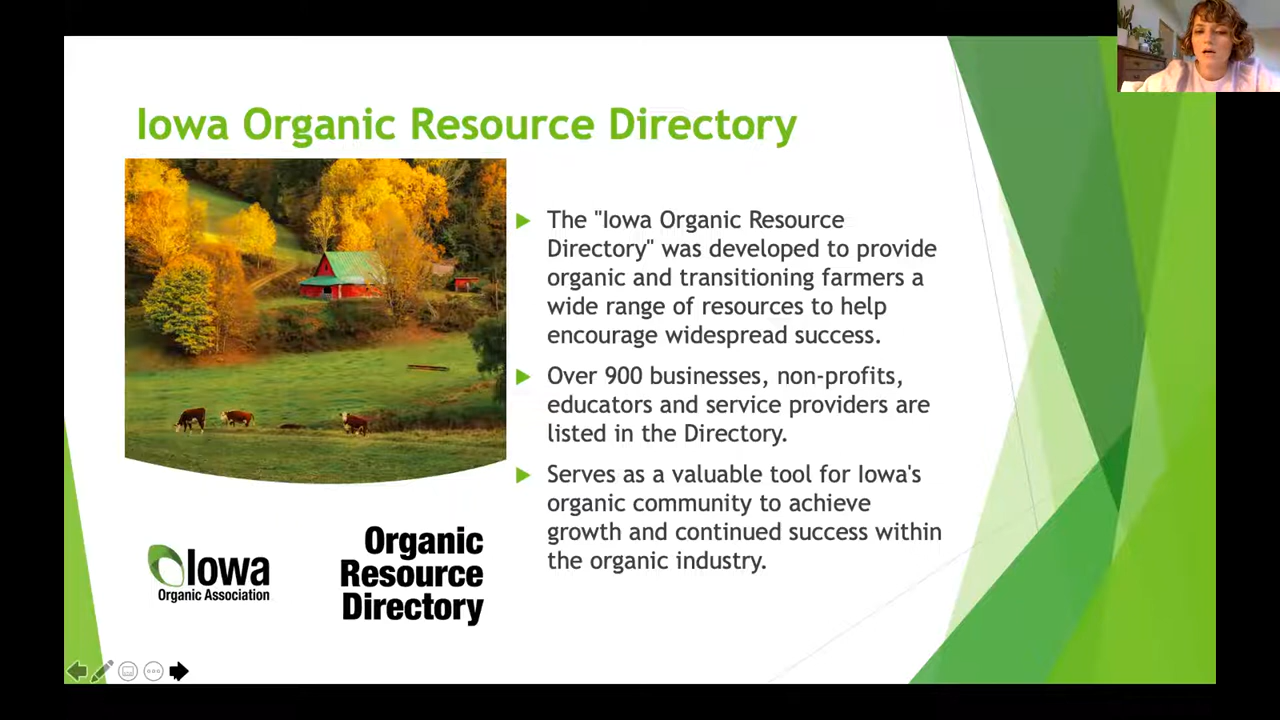 Iowa Organic Resource Directory
The "Iowa Organic Resource
Directory" was developed to provide
organic and transitioning farmers a
wide range of resources to help
encourage widespread success.
Over 900 businesses, non-profits,
educators and service providers are
listed in the Directory.
Serves as a valuable tool for Iowa's
organic community to achieve
growth and continued success within
the organic industry.
Iowa
Organic Association
Organic
Resource
Directory